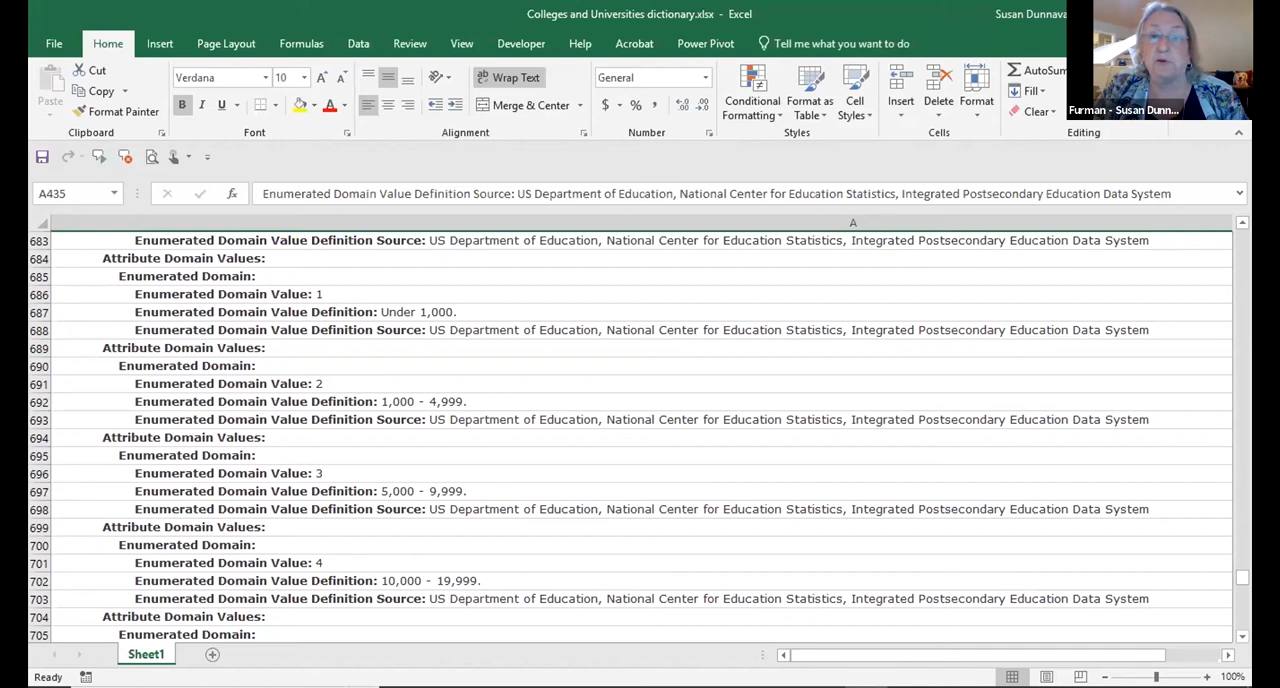 Colleges and Universities dictionary.xlsx - Excel
Susan Dunnava
File Home Insert Page Layout Formulas Data Review View Developer Help Acrobat Power Pivot Tell me what you want to do
Paste
Cut
Copy
Format Painter
Clipboard
Verdana 10
B I U
Font
Wrap Text
Merge & Center
Alignment
General
$ % ,
Number
Conditional Formatting
Format as Table
Cell Styles
Styles
Insert Delete Format
Cells
AutoSum
Fill
Clear
Editing
Furman - Susan Dunn...
A435 fx Enumerated Domain Value Definition Source: US Department of Education, National Center for Education Statistics, Integrated Postsecondary Education Data System
A
683 Enumerated Domain Value Definition Source: US Department of Education, National Center for Education Statistics, Integrated Postsecondary Education Data System
684 Attribute Domain Values:
685 Enumerated Domain:
686 Enumerated Domain Value: 1
687 Enumerated Domain Value Definition: Under 1,000.
688 Enumerated Domain Value Definition Source: US Department of Education, National Center for Education Statistics, Integrated Postsecondary Education Data System
689 Attribute Domain Values:
690 Enumerated Domain:
691 Enumerated Domain Value: 2
692 Enumerated Domain Value Definition: 1,000 - 4,999.
693 Enumerated Domain Value Definition Source: US Department of Education, National Center for Education Statistics, Integrated Postsecondary Education Data System
694 Attribute Domain Values:
695 Enumerated Domain:
696 Enumerated Domain Value: 3
697 Enumerated Domain Value Definition: 5,000 - 9,999.
698 Enumerated Domain Value Definition Source: US Department of Education, National Center for Education Statistics, Integrated Postsecondary Education Data System
699 Attribute Domain Values:
700 Enumerated Domain:
701 Enumerated Domain Value: 4
702 Enumerated Domain Value Definition: 10,000 - 19,999.
703 Enumerated Domain Value Definition Source: US Department of Education, National Center for Education Statistics, Integrated Postsecondary Education Data System
704 Attribute Domain Values:
705 Enumerated Domain:
Sheet1
Ready
100%